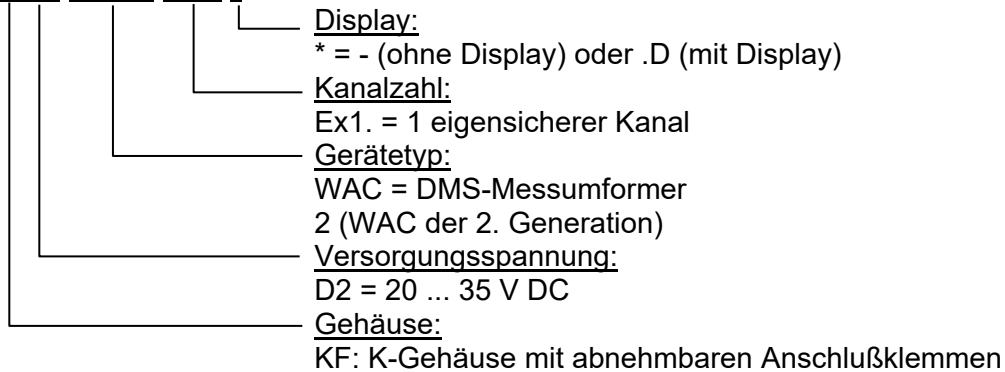 Display:
* = - (ohne Display) oder .D (mit Display)
Kanalzahl:
Ex1. = 1 eigensicherer Kanal
Gerätetyp:
WAC = DMS-Messumformer
2 (WAC der 2. Generation)
Versorgungsspannung:
D2 = 20 ... 35 V DC
Gehäuse:
KF: K-Gehäuse mit abnehmbaren Anschlußklemmen